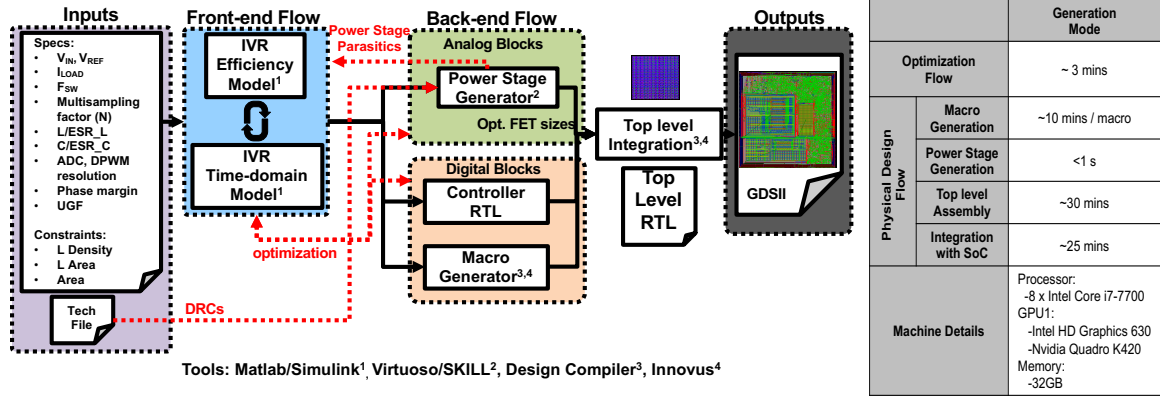 Inputs
Specs:
• VIN, VREF
• ILOAD
• FSW
• Multisampling
factor (N)
• L/ESR_L
• C/ESR_C
• ADC, DPWM
resolution
• Phase margin
• UGF
Constraints:
• L Density
• L Area
• Area
Tech
File
Front-end Flow
IVR
Efficiency
Model¹
IVR
Time-domain
Model¹
Power Stage
Parasitics
optimization
DRCs
Back-end Flow
Analog Blocks
Power Stage
Generator²
Opt. FET sizes
Digital Blocks
Controller
RTL
Macro
Generator³,⁴
Top level
Integration³,⁴
Top
Level
RTL
Outputs
GDSII
Tools: Matlab/Simulink¹, Virtuoso/SKILL², Design Compiler³, Innovus⁴
Generation
Mode
Optimization
Flow
~ 3 mins
Physical Design
Flow
Macro
Generation
~10 mins / macro
Power Stage
Generation
<1 s
Top level
Assembly
~30 mins
Integration
with SoC
~25 mins
Machine Details
Processor:
-8 x Intel Core i7-7700
GPU1:
-Intel HD Graphics 630
-Nvidia Quadro K420
Memory:
-32GB